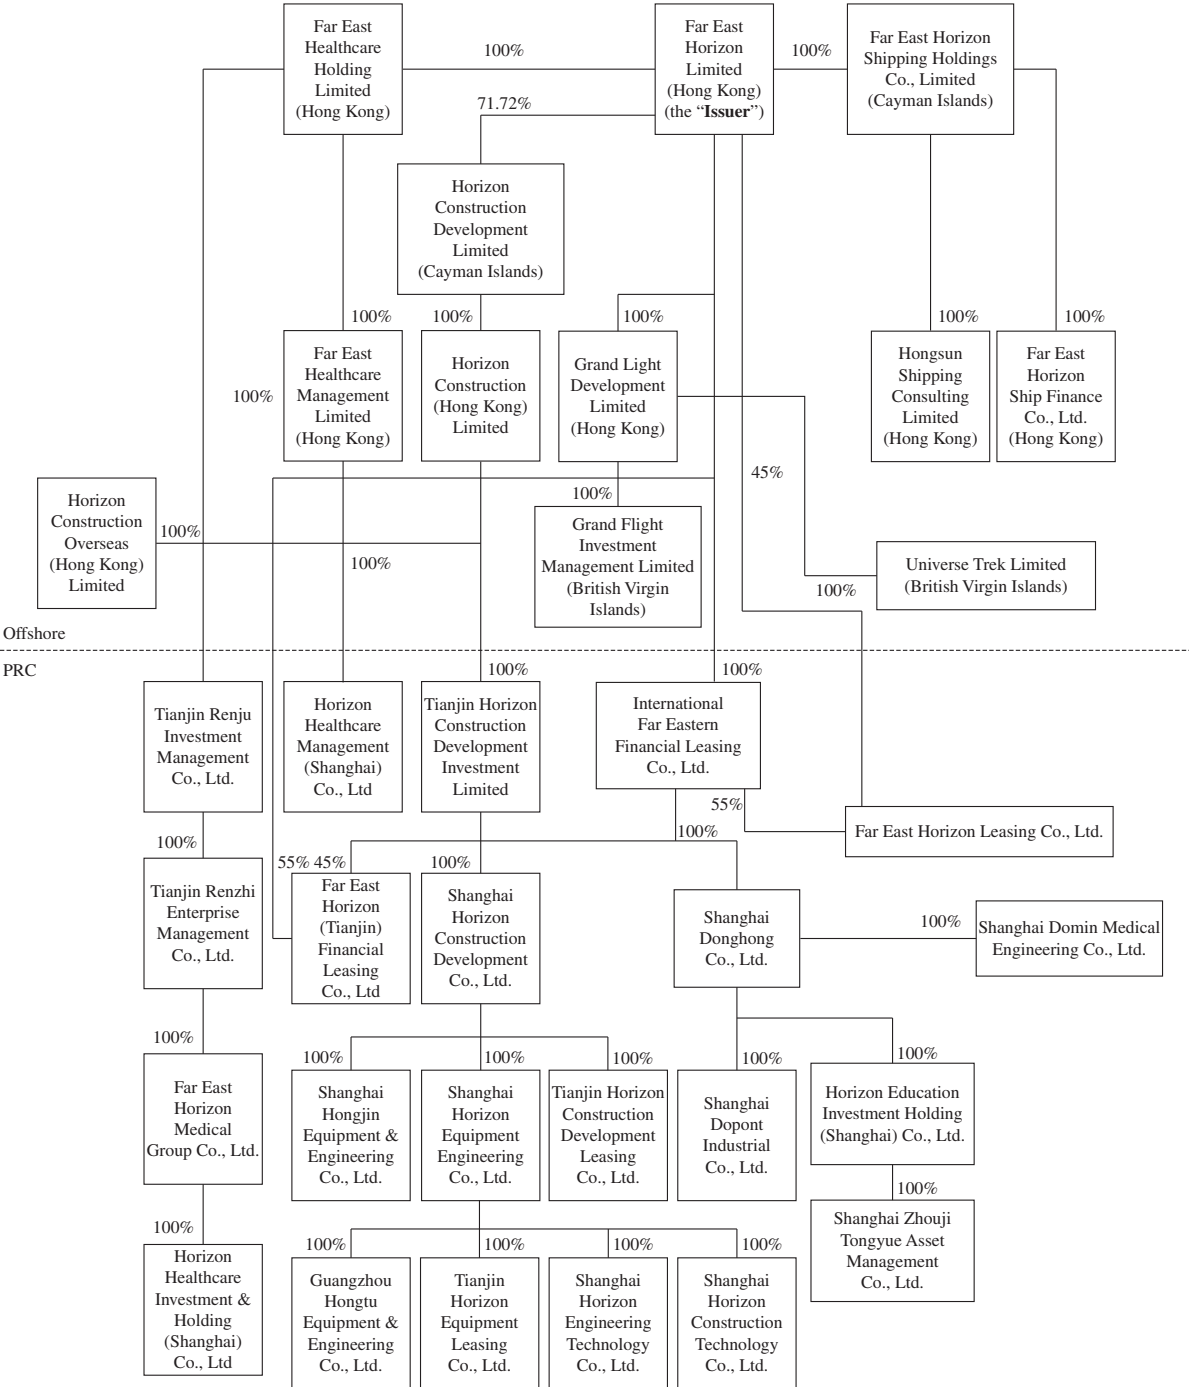 Far East
Healthcare
Holding
Limited
(Hong Kong)
100%
Far East
Horizon
Limited
(Hong Kong)
(the “Issuer”)
100%
Far East Horizon
Shipping Holdings
Co., Limited
(Cayman Islands)
71.72%
Horizon
Construction
Development
Limited
(Cayman Islands)
100%
100%
100%
100%
100%
Far East
Healthcare
Management
Limited
(Hong Kong)
Horizon
Construction
(Hong Kong)
Limited
Grand Light
Development
Limited
(Hong Kong)
Hongsun
Shipping
Consulting
Limited
(Hong Kong)
Far East
Horizon
Ship Finance
Co., Ltd.
(Hong Kong)
100%
45%
Horizon
Construction
Overseas
(Hong Kong)
Limited
100%
100%
100%
Grand Flight
Investment
Management Limited
(British Virgin
Islands)
Universe Trek Limited
(British Virgin Islands)
100%
Offshore
PRC
100%
100%
Tianjin Renju
Investment
Management
Co., Ltd.
Horizon
Healthcare
Management
(Shanghai)
Co., Ltd
Tianjin Horizon
Construction
Development
Investment
Limited
International
Far Eastern
Financial Leasing
Co., Ltd.
55%
100%
Far East Horizon Leasing Co., Ltd.
100%
55% 45%
100%
Tianjin Renzhi
Enterprise
Management
Co., Ltd.
Far East
Horizon
(Tianjin)
Financial
Leasing
Co., Ltd
Shanghai
Horizon
Construction
Development
Co., Ltd.
Shanghai
Donghong
Co., Ltd.
100%
Shanghai Domin Medical
Engineering Co., Ltd.
100%
100%
100%
100%
100%
100%
Far East
Horizon
Medical
Group Co., Ltd.
Shanghai
Hongjin
Equipment &
Engineering
Co., Ltd.
Shanghai
Horizon
Equipment
Engineering
Co., Ltd.
Tianjin Horizon
Construction
Development
Leasing
Co., Ltd.
Shanghai
Dopont
Industrial
Co., Ltd.
Horizon Education
Investment Holding
(Shanghai) Co., Ltd.
100%
Shanghai Zhouji
Tongyue Asset
Management
Co., Ltd.
100%
100%
100%
100%
100%
Horizon
Healthcare
Investment &
Holding
(Shanghai)
Co., Ltd
Guangzhou
Hongtu
Equipment &
Engineering
Co., Ltd.
Tianjin
Horizon
Equipment
Leasing
Co., Ltd.
Shanghai
Horizon
Engineering
Technology
Co., Ltd.
Shanghai
Horizon
Construction
Technology
Co., Ltd.